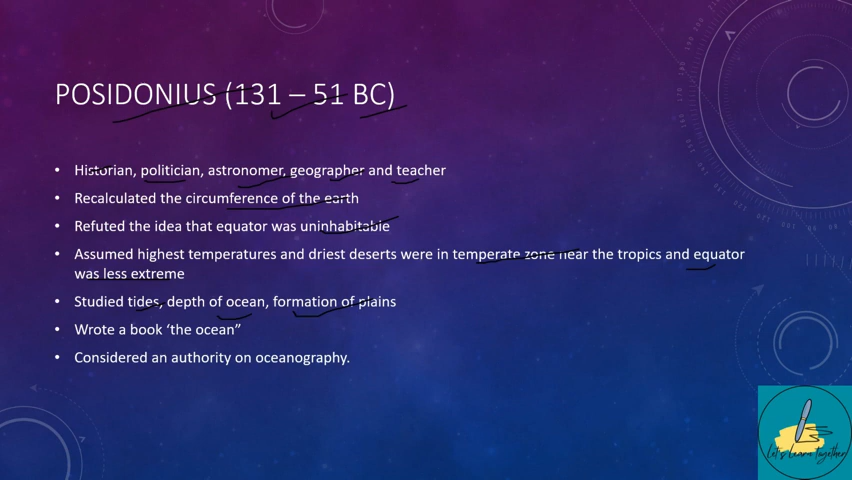 POSIDONIUS (131 – 51 BC)
• Historian, politician, astronomer, geographer and teacher
• Recalculated the circumference of the earth
• Refuted the idea that equator was uninhabitable
• Assumed highest temperatures and driest deserts were in temperate zone near the tropics and equator
was less extreme
• Studied tides, depth of ocean, formation of plains
• Wrote a book ‘the ocean”
• Considered an authority on oceanography.
Let's learn together